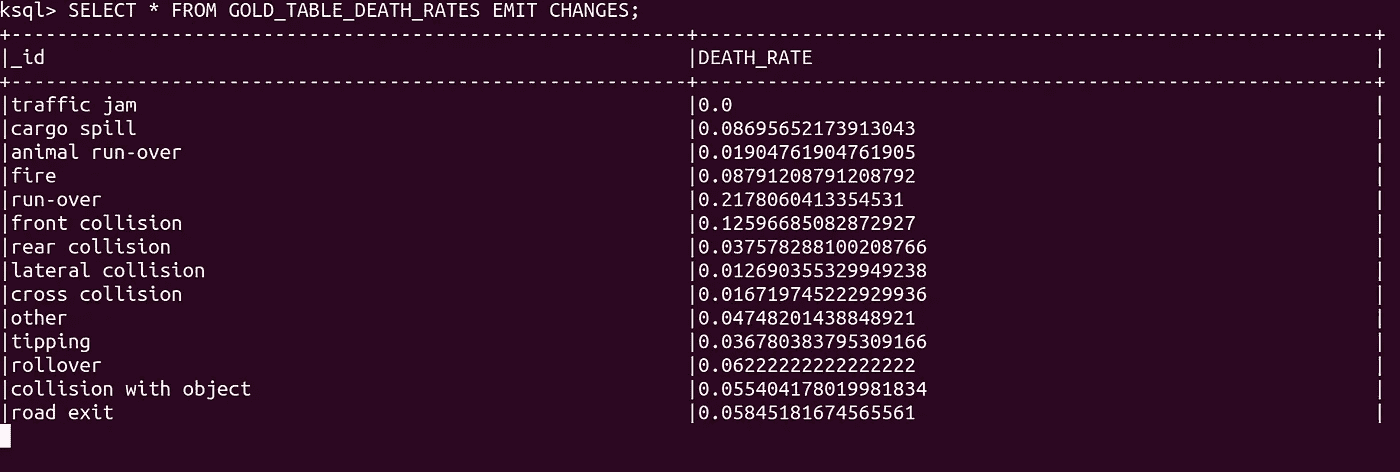 ksql> SELECT * FROM GOLD_TABLE_DEATH_RATES EMIT CHANGES;
|_id |DEATH_RATE |
|traffic jam |0.0 |
|cargo spill |0.08695652173913043 |
|animal run-over |0.01904761904761905 |
|fire |0.08791208791208792 |
|run-over |0.2178060413354531 |
|front collision |0.12596685082872927 |
|rear collision |0.037578288100208766 |
|lateral collision |0.012690355329949238 |
|cross collision |0.016719745222929936 |
|other |0.04748201438848921 |
|tipping |0.036780383795309166 |
|rollover |0.06222222222222222 |
|collision with object |0.055404178019981834 |
|road exit |0.05845181674565561 |